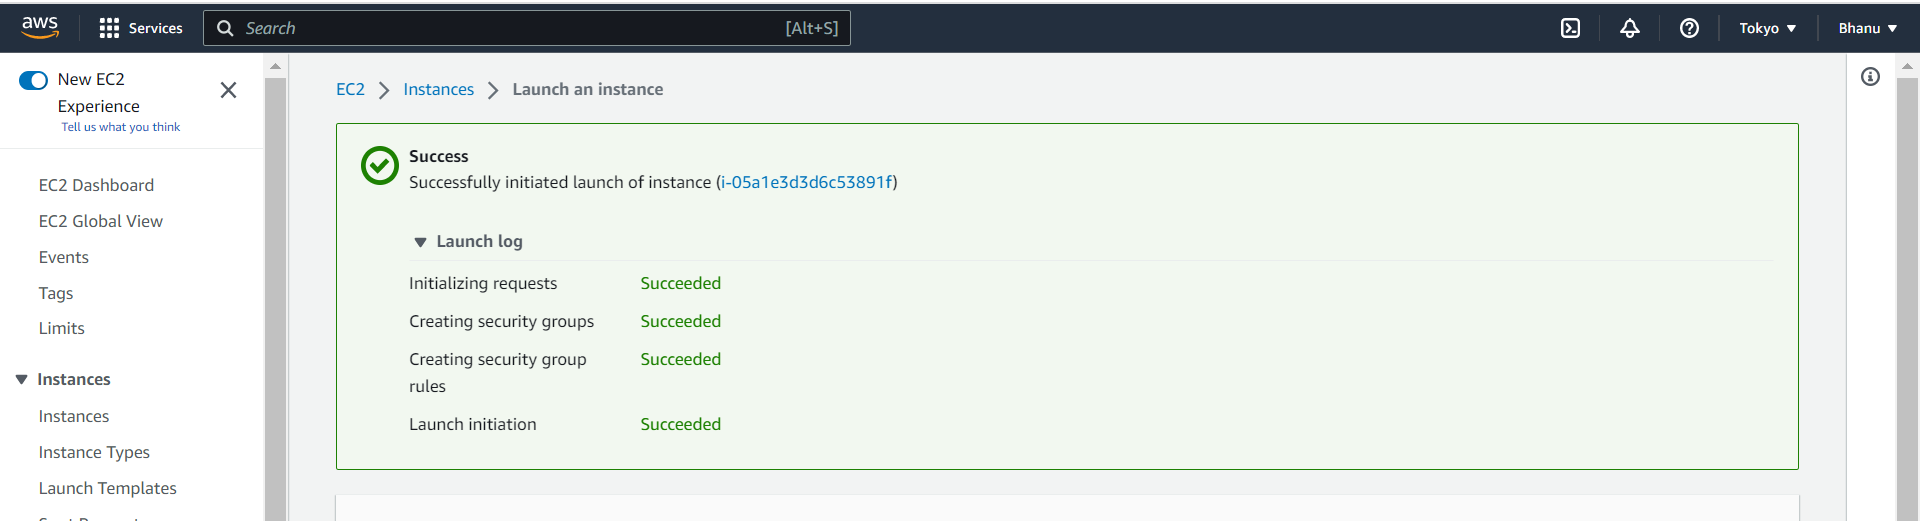 aws
Services
Search [Alt+S]
Tokyo
Bhanu
New EC2
Experience
Tell us what you think
EC2 Dashboard
EC2 Global View
Events
Tags
Limits
Instances
Instances
Instance Types
Launch Templates
EC2 > Instances > Launch an instance
Success
Successfully initiated launch of instance (i-05a1e3d3d6c53891f)
Launch log
Initializing requests Succeeded
Creating security groups Succeeded
Creating security group Succeeded
rules
Launch initiation Succeeded